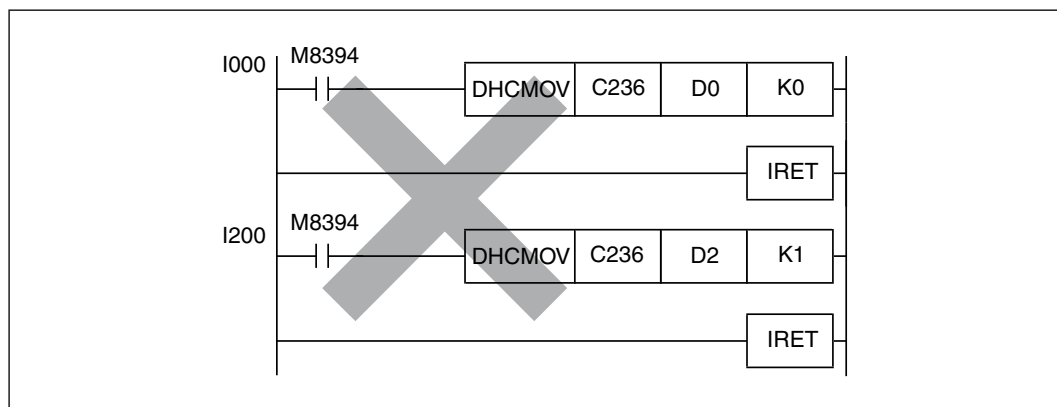 I000 M8394
DHCMOV C236 D0 K0
IRET
I200 M8394
DHCMOV C236 D2 K1
IRET